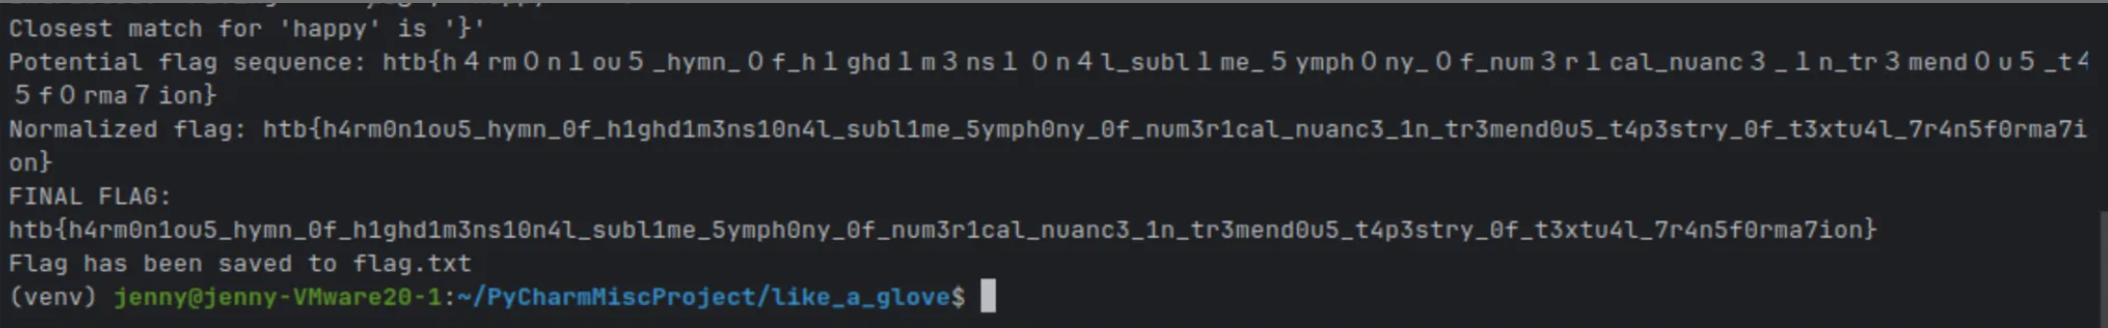 Closest match for 'happy' is '}'
Potential flag sequence: htb{h 4 rm 0 n 1 ou 5 _hymn_ 0 f_h 1 ghd 1 m 3 ns 1 0 n 4 l_subl 1 me_ 5 ymph 0 ny_ 0 f_num 3 r 1 cal_nuanc 3 _ 1 n_tr 3 mend 0 u 5 _t 4
5 f 0 rma 7 ion}
Normalized flag: htb{h4rm0n1ou5_hymn_0f_h1ghd1m3ns10n4l_subl1me_5ymph0ny_0f_num3r1cal_nuanc3_1n_tr3mend0u5_t4p3stry_0f_t3xtu4l_7r4n5f0rma7i
on}
FINAL FLAG:
htb{h4rm0n1ou5_hymn_0f_h1ghd1m3ns10n4l_subl1me_5ymph0ny_0f_num3r1cal_nuanc3_1n_tr3mend0u5_t4p3stry_0f_t3xtu4l_7r4n5f0rma7ion}
Flag has been saved to flag.txt
(venv) jenny@jenny-VMware20-1:~/PyCharmMiscProject/like_a_glove$